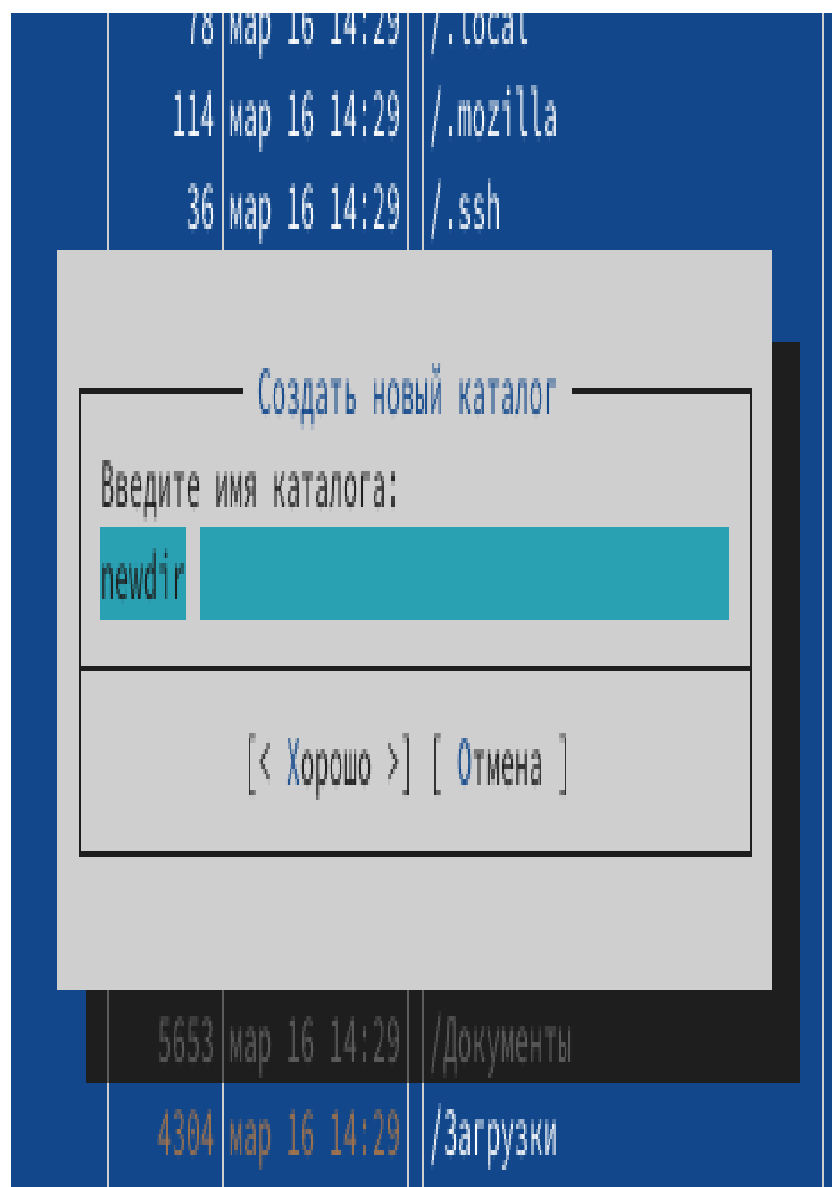 78 мар 16 14:29 /.local
114 мар 16 14:29 /.mozilla
36 мар 16 14:29 /.ssh
Создать новый каталог
Введите имя каталога:
newdir
[< Хорошо >] [ Отмена ]
5653 мар 16 14:29 /Документы
4304 мар 16 14:29 /Загрузки